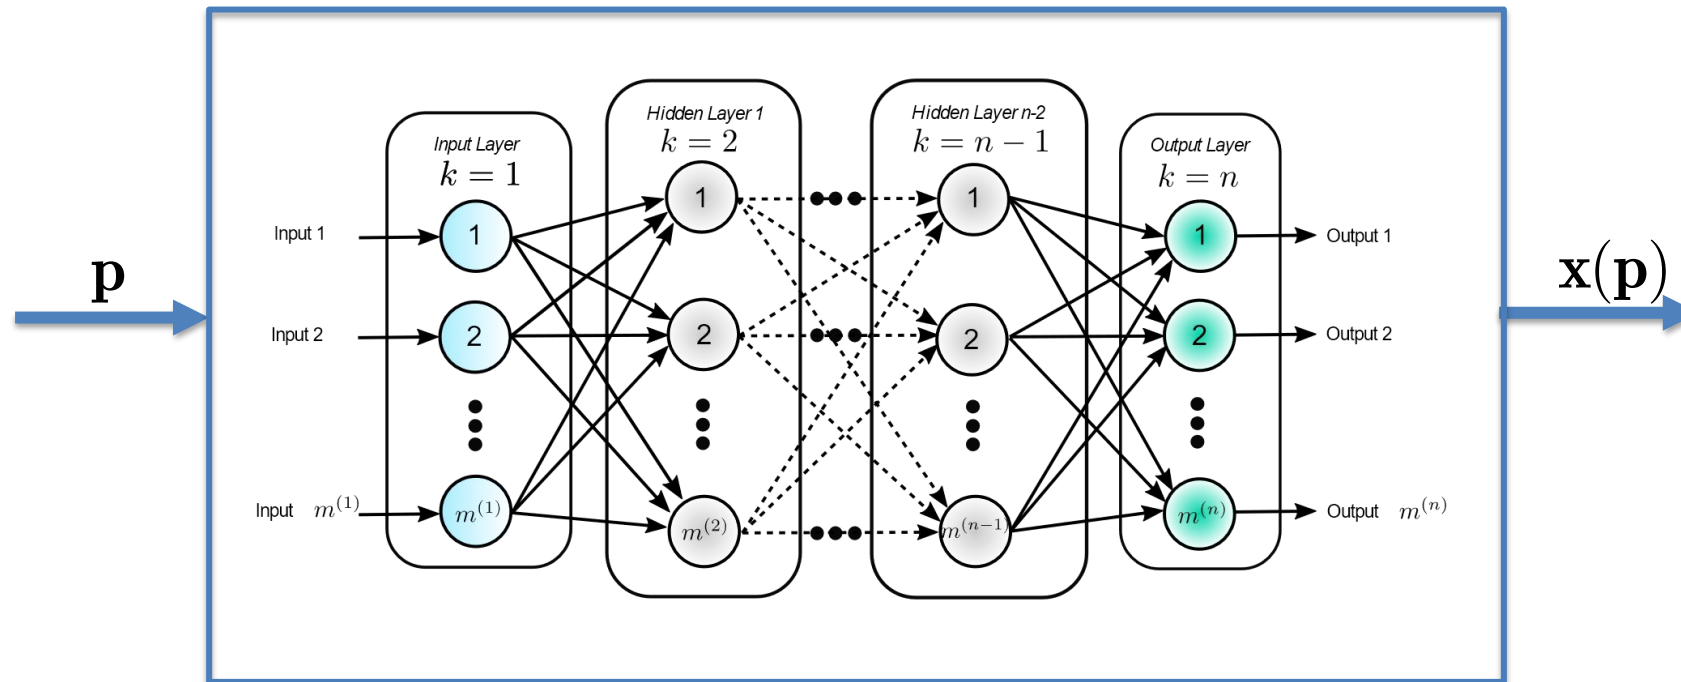 p
Input 1
Input 2
Input m^{(1)}
Input Layer
k = 1
1
2
m^{(1)}
Hidden Layer 1
k = 2
1
2
m^{(2)}
Hidden Layer n-2
k = n − 1
1
2
m^{(n−1)}
Output Layer
k = n
1
2
m^{(n)}
Output 1
Output 2
Output m^{(n)}
x(p)